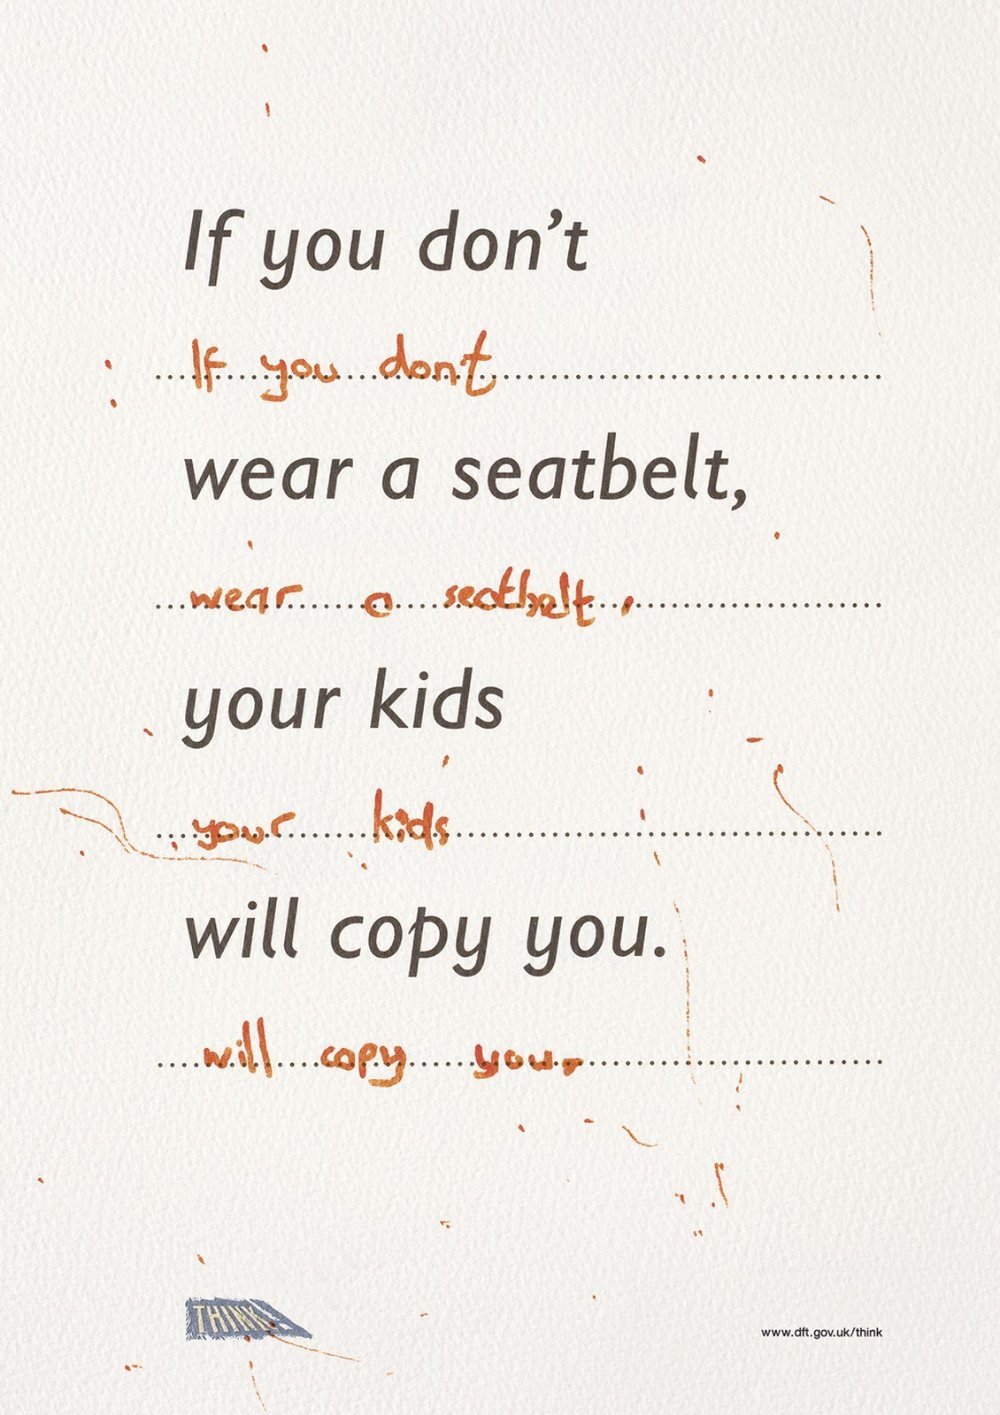 If you don't
If you dont
wear a seatbelt,
wear a seatbelt,
your kids
your kids
will copy you.
will copy you.
THINK!
www.dft.gov.uk/think